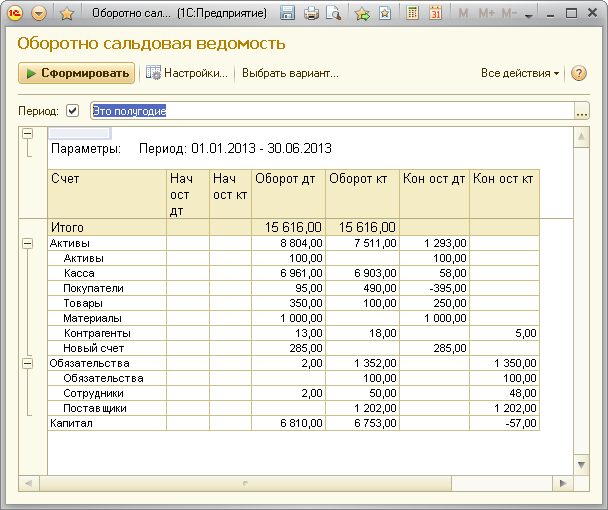 Оборотно сал... (1С:Предприятие) M M+ M-
Оборотно сальдовая ведомость
Сформировать Настройки... Выбрать вариант... Все действия ?
Период: Это полугодие ...
Параметры: Период: 01.01.2013 - 30.06.2013
Счет Нач ост дт Нач ост кт Оборот дт Оборот кт Кон ост дт Кон ост кт
Итого 15 616,00 15 616,00
Активы 8 804,00 7 511,00 1 293,00
Активы 100,00 100,00
Касса 6 961,00 6 903,00 58,00
Покупатели 95,00 490,00 -395,00
Товары 350,00 100,00 250,00
Материалы 1 000,00 1 000,00
Контрагенты 13,00 18,00 5,00
Новый счет 285,00 285,00
Обязательства 2,00 1 352,00 1 350,00
Обязательства 100,00 100,00
Сотрудники 2,00 50,00 48,00
Поставщики 1 202,00 1 202,00
Капитал 6 810,00 6 753,00 -57,00